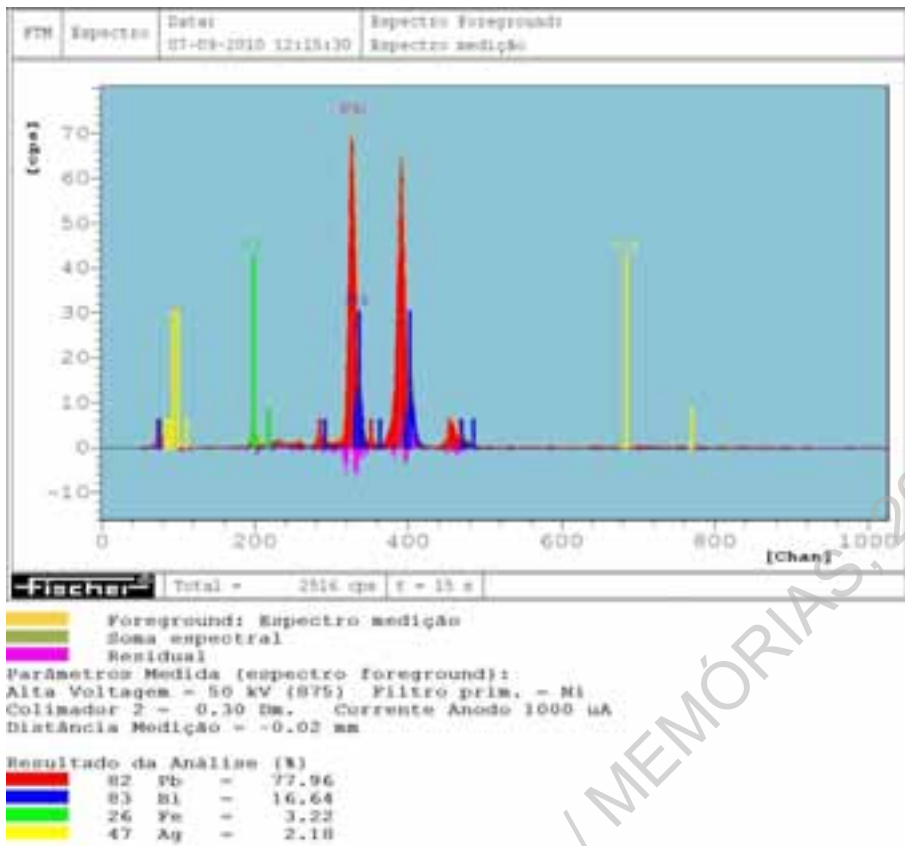 FTM Espectro Data: Espectro Foreground:
07-09-2010 12:15:30 Espectro medição
[cps]
Pb
70
60
50
40
30
20
10
0
-10
0 200 400 600 800 1000
[Chan]
Fischer Total = 2516 cps t = 15 s
Foreground: Espectro medição
Soma espectral
Residual
Parâmetros Medida (espectro foreground):
Alta Voltagem = 50 kV (875) Filtro prim. = Ni
Colimador 2 = 0.30 Dm. Corrente Anodo 1000 uA
Distância Medição = -0.02 mm
Resultado da Análise (%)
82 Pb = 77.96
83 Bi = 16.64
26 Fe = 3.22
47 Ag = 2.18
/ MEMÓRIAS, 2